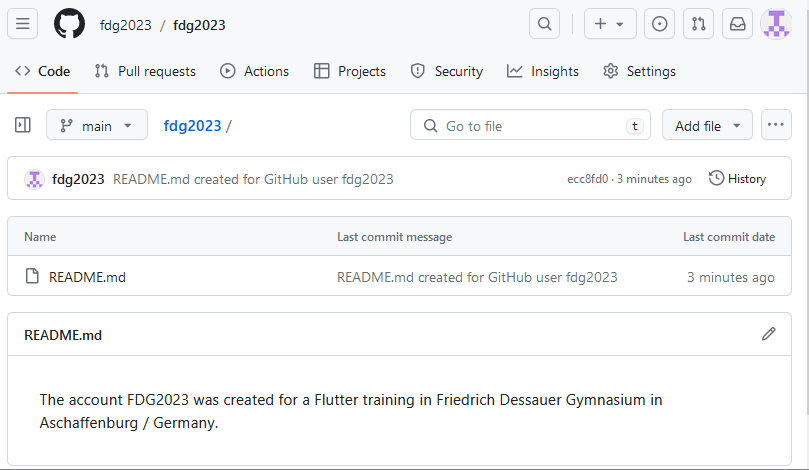 fdg2023 / fdg2023
Code Pull requests Actions Projects Security Insights Settings
main fdg2023 / Go to file t Add file
fdg2023 README.md created for GitHub user fdg2023 ecc8fd0 · 3 minutes ago History
Name Last commit message Last commit date
README.md README.md created for GitHub user fdg2023 3 minutes ago
README.md
The account FDG2023 was created for a Flutter training in Friedrich Dessauer Gymnasium in
Aschaffenburg / Germany.